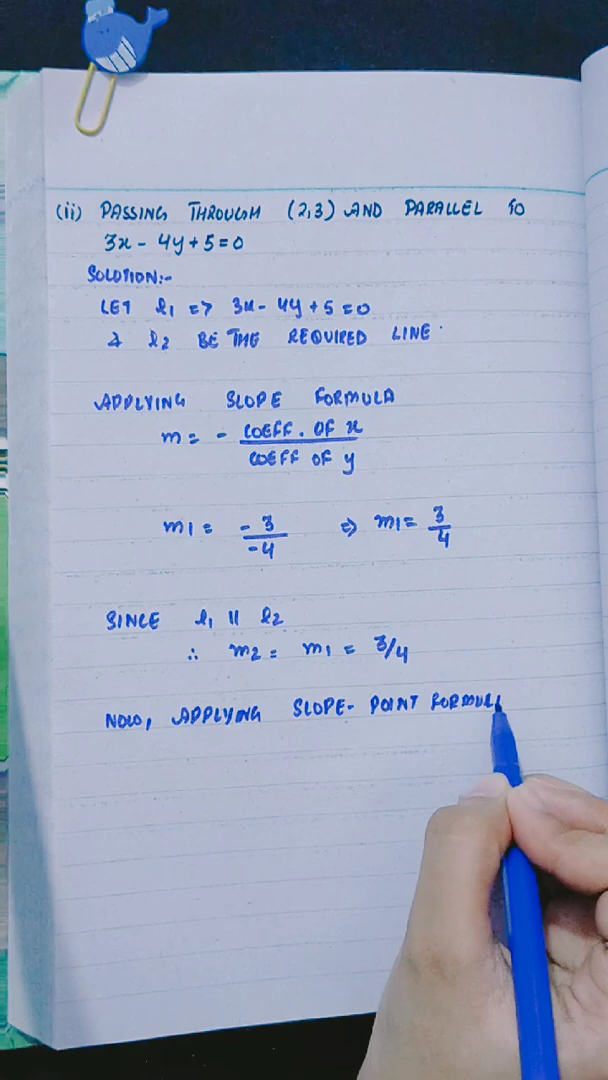 (ii) PASSING THROUGH (2,3) AND PARALLEL TO
3x - 4y + 5 = 0
SOLUTION:-
LET l1 => 3x - 4y + 5 = 0
& l2 BE THE REQUIRED LINE.
APPLYING SLOPE FORMULA
m = - COEFF. OF x / COEFF OF y
m1 = -3/-4 => m1 = 3/4
SINCE l1 || l2
∴ m2 = m1 = 3/4
NOW, APPLYING SLOPE- POINT FORMUL